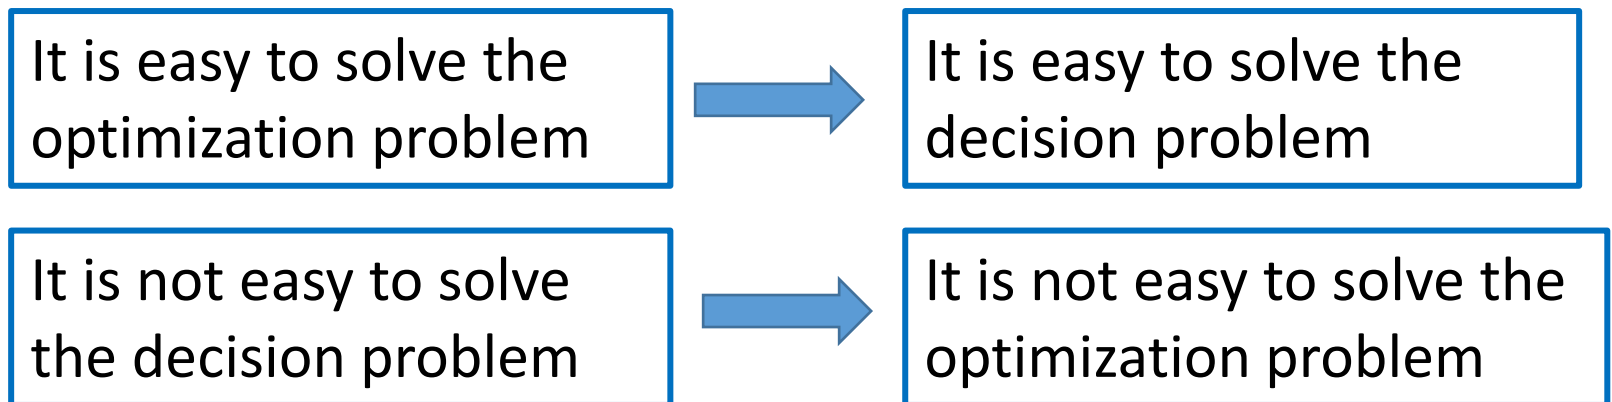 It is easy to solve the
optimization problem
It is easy to solve the
decision problem
It is not easy to solve
the decision problem
It is not easy to solve the
optimization problem